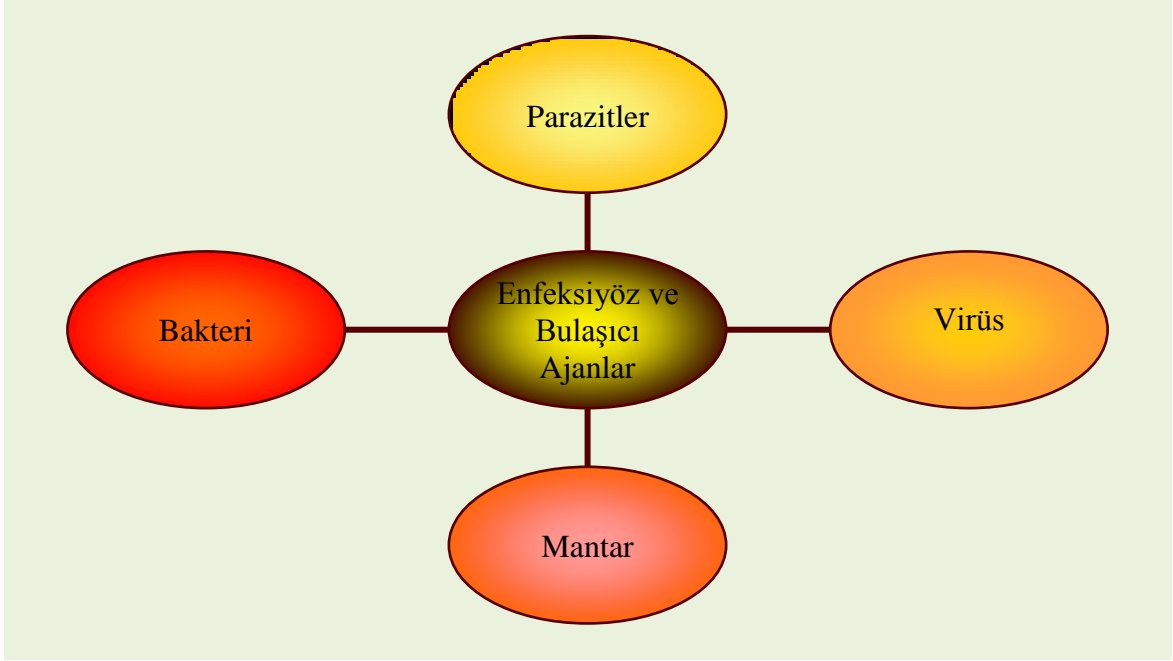 Parazitler
Bakteri
Enfeksiyöz ve
Bulaşıcı
Ajanlar
Virüs
Mantar